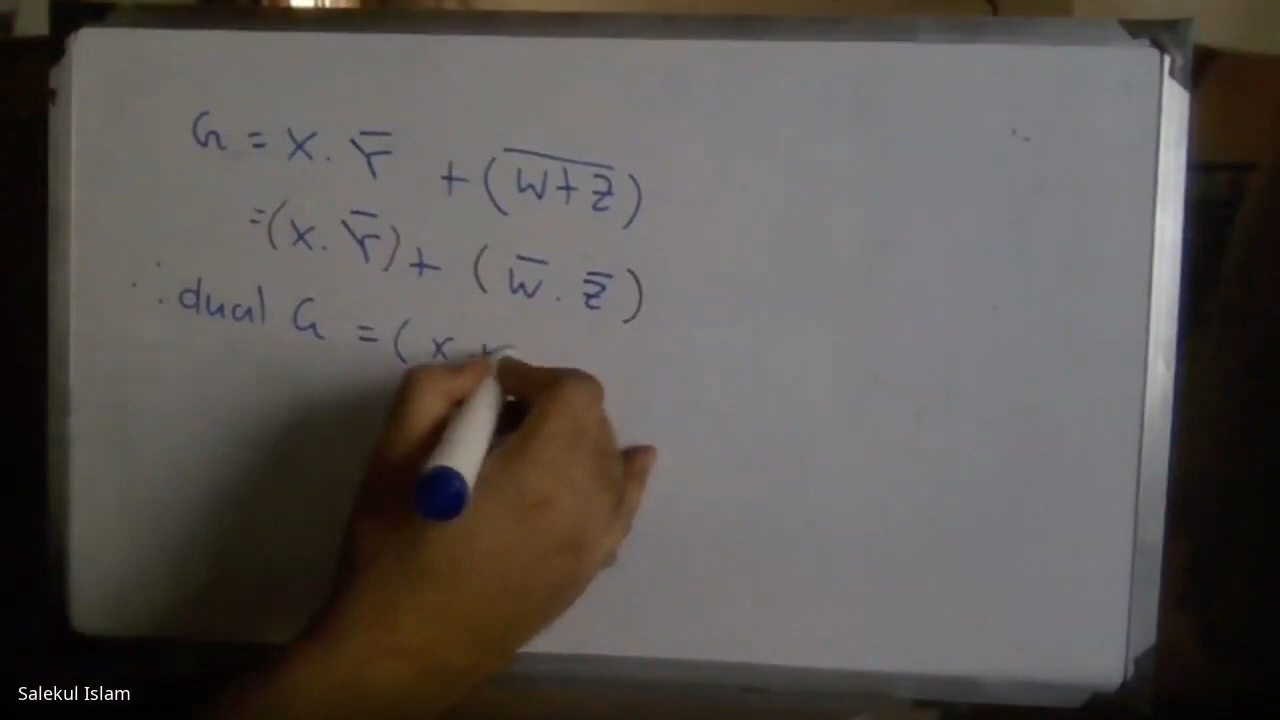 G = X . Y̅ + (W̅+̅Z̅)
= (X . Y̅) + (W̅ . Z̅)
∴ dual G = ( X
Salekul Islam